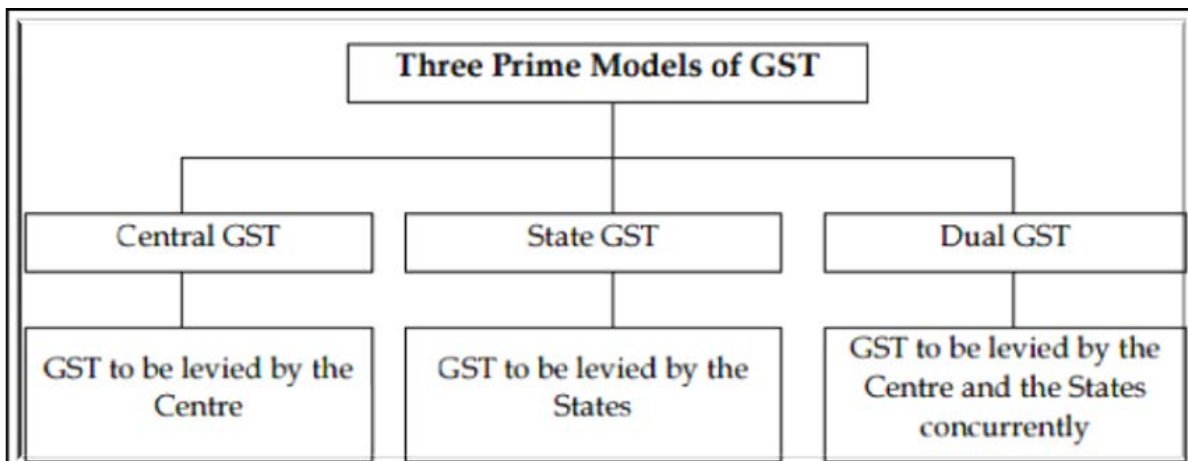 Three Prime Models of GST
Central GST
State GST
Dual GST
GST to be levied by the
Centre
GST to be levied by the
States
GST to be levied by the
Centre and the States
concurrently